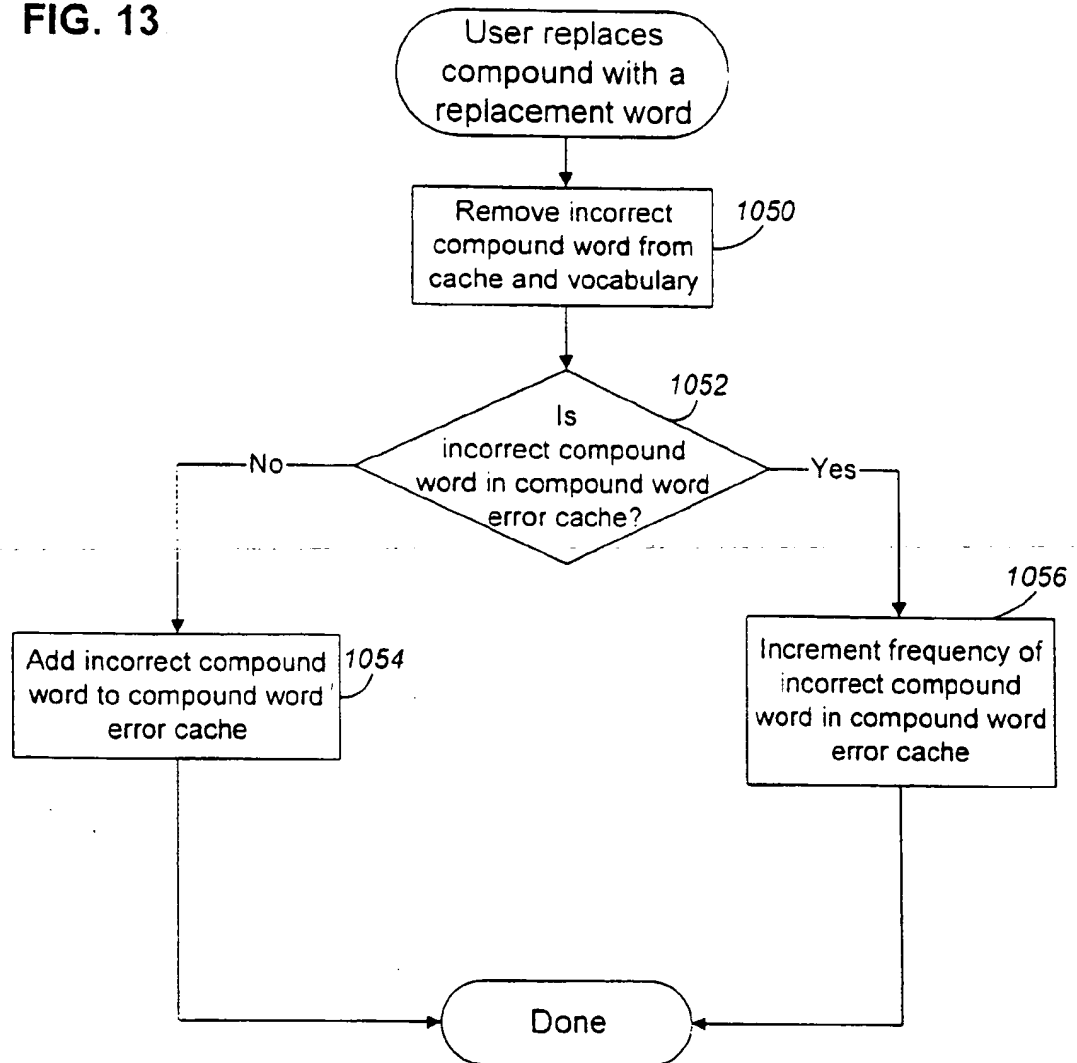 FIG. 13
User replaces
compound with a
replacement word
Remove incorrect
compound word from
cache and vocabulary
1050
1052
Is
incorrect compound
word in compound word
error cache?
No
Yes
1056
Add incorrect compound
word to compound word
error cache
1054
Increment frequency of
incorrect compound
word in compound word
error cache
Done